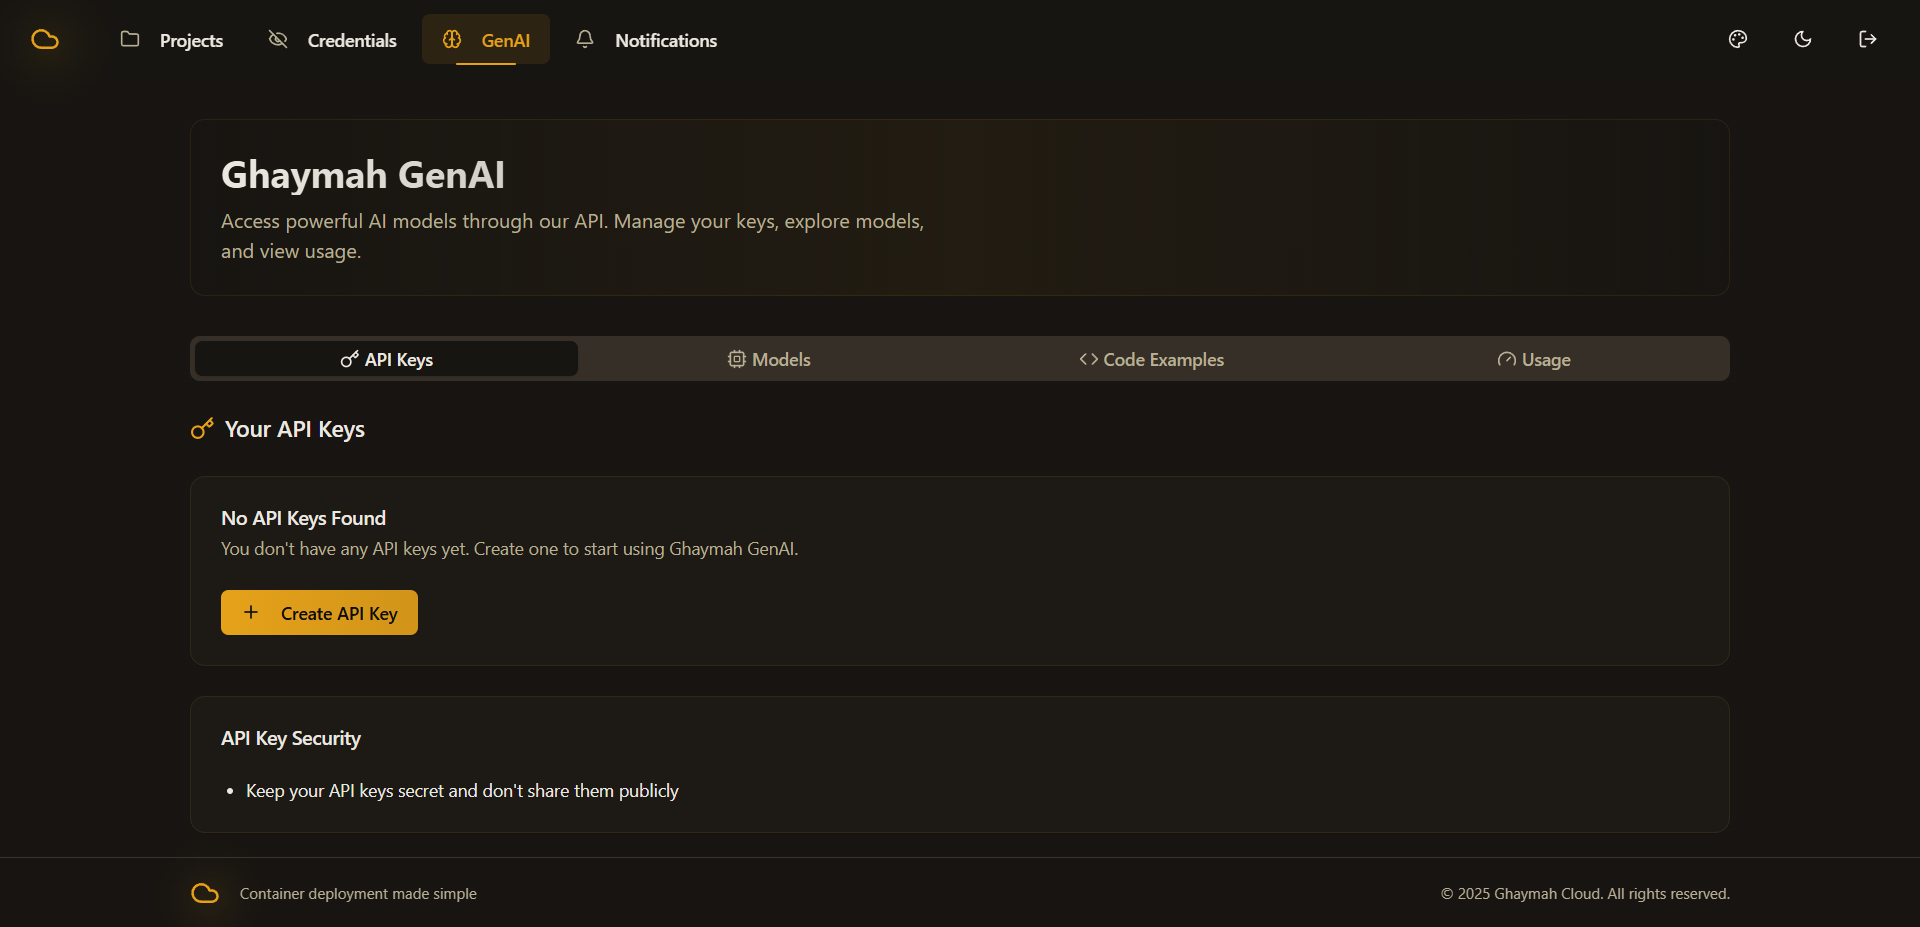 Projects
Credentials
GenAI
Notifications
Ghaymah GenAI
Access powerful AI models through our API. Manage your keys, explore models,
and view usage.
API Keys
Models
Code Examples
Usage
Your API Keys
No API Keys Found
You don't have any API keys yet. Create one to start using Ghaymah GenAI.
Create API Key
API Key Security
• Keep your API keys secret and don't share them publicly
Container deployment made simple
© 2025 Ghaymah Cloud. All rights reserved.